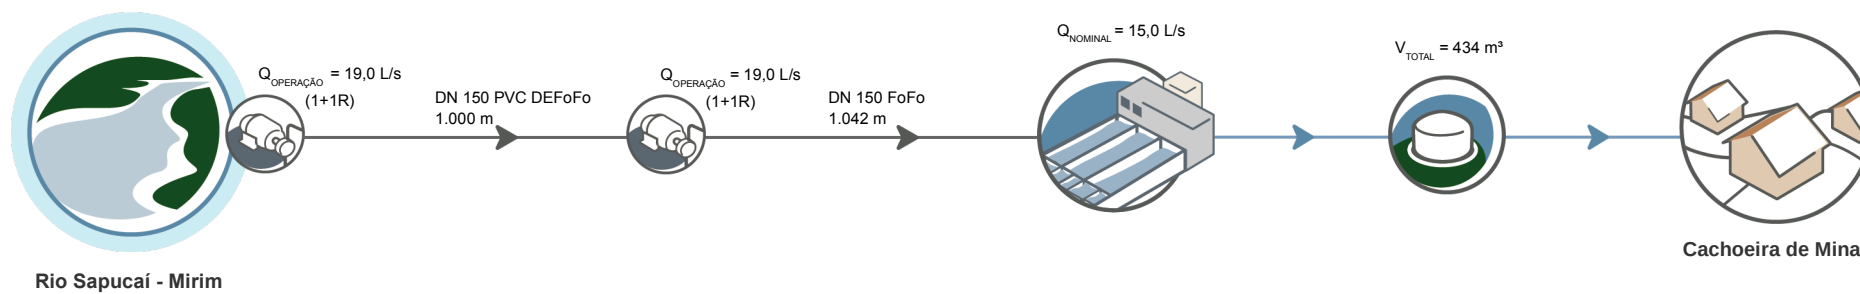 Q_NOMINAL = 15,0 L/s
V_TOTAL = 434 m³
Q_OPERAÇÃO = 19,0 L/s
(1+1R)
DN 150 PVC DEFoFo
1.000 m
Q_OPERAÇÃO = 19,0 L/s
(1+1R)
DN 150 FoFo
1.042 m
Cachoeira de Mina
Rio Sapucaí - Mirim